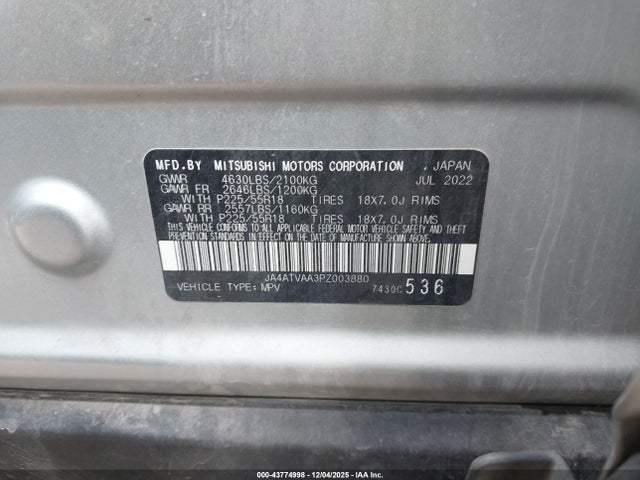 MFD.BY MITSUBISHI MOTORS CORPORATION , JAPAN
GVWR 4630LBS/2100KG JUL 2022
GAWR FR 2646LBS/1200KG
WITH P225/55R18 TIRES 18X7.0J RIMS
GAWR RR 2557LBS/1160KG
WITH P225/55R18 TIRES 18X7.0J RIMS
THIS VEHICLE CONFORMS TO ALL APPLICABLE
FEDERAL MOTOR VEHICLE SAFETY AND THEFT
PREVENTION STANDARDS IN EFFECT ON THE DATE OF MANUFACTURE SHOWN ABOVE.
JA4ATVAA3PZ003880
VEHICLE TYPE:MPV 7430C 536
000-43774998 - 12/04/2025 - IAA Inc.